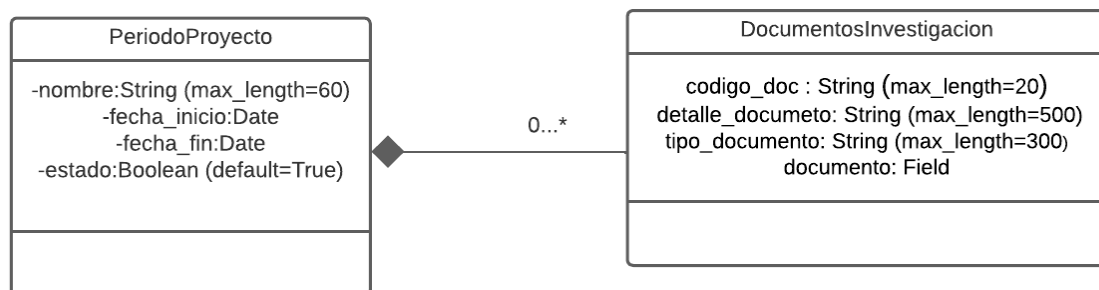 PeriodoProyecto
-nombre:String (max_length=60)
-fecha_inicio:Date
-fecha_fin:Date
-estado:Boolean (default=True)
0...*
DocumentosInvestigacion
codigo_doc : String (max_length=20)
detalle_documeto: String (max_length=500)
tipo_documento: String (max_length=300)
documento: Field